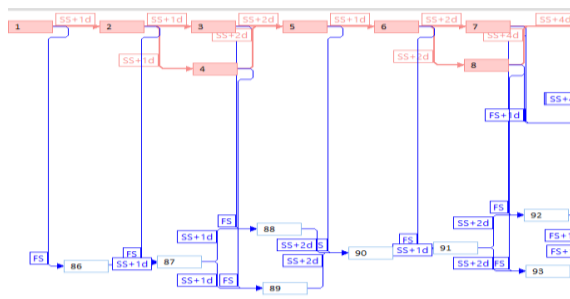 1 SS+1d 2 SS+1d 3 SS+2d 5 SS+1d 6 SS+2d 7 SS+4d
SS+2d SS+4d
SS+1d 4 SS+2d 8
FS+1d
FS FS 92
88
SS+1d SS+2d
FS FS SS+2d FS 91
FS SS+1d 87 90 SS+1d
86 SS+2d SS+2d FS 93
SS+1d FS 89